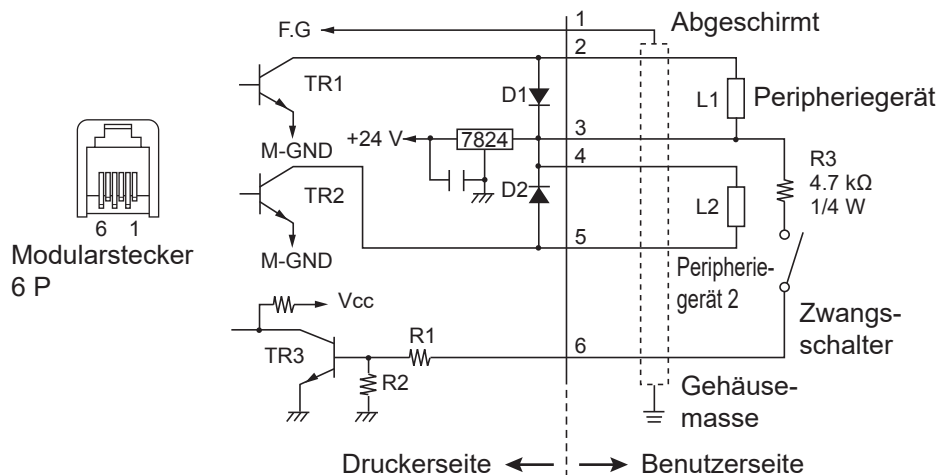 F.G
1
Abgeschirmt
2
TR1
D1
L1
Peripheriegerät
+24 V
7824
3
M-GND
4
R3
4.7 kΩ
1/4 W
TR2
D2
L2
6 1
Modularstecker
6 P
M-GND
5
Peripherie-
gerät 2
Vcc
Zwangs-
schalter
TR3
R1
6
R2
Gehäuse-
masse
Druckerseite
Benutzerseite